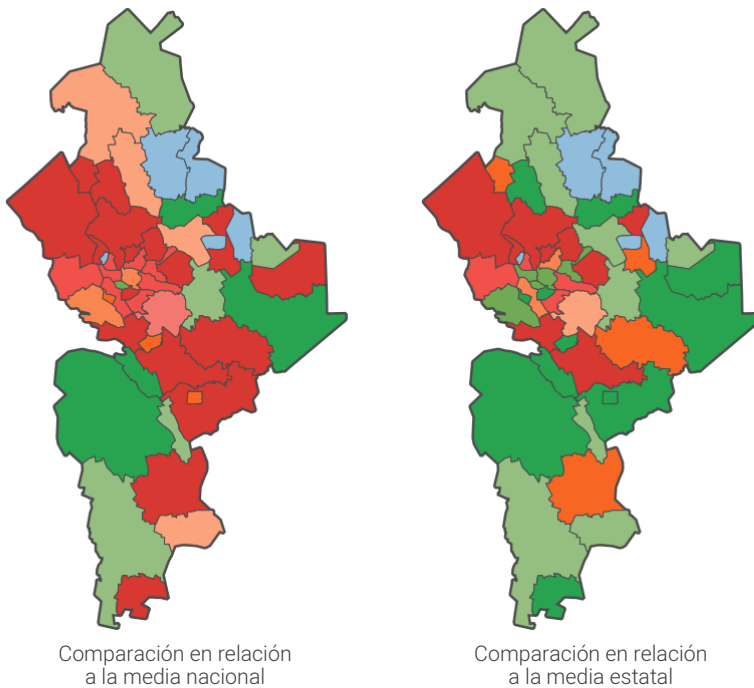 Comparación en relación
a la media nacional
Comparación en relación
a la media estatal